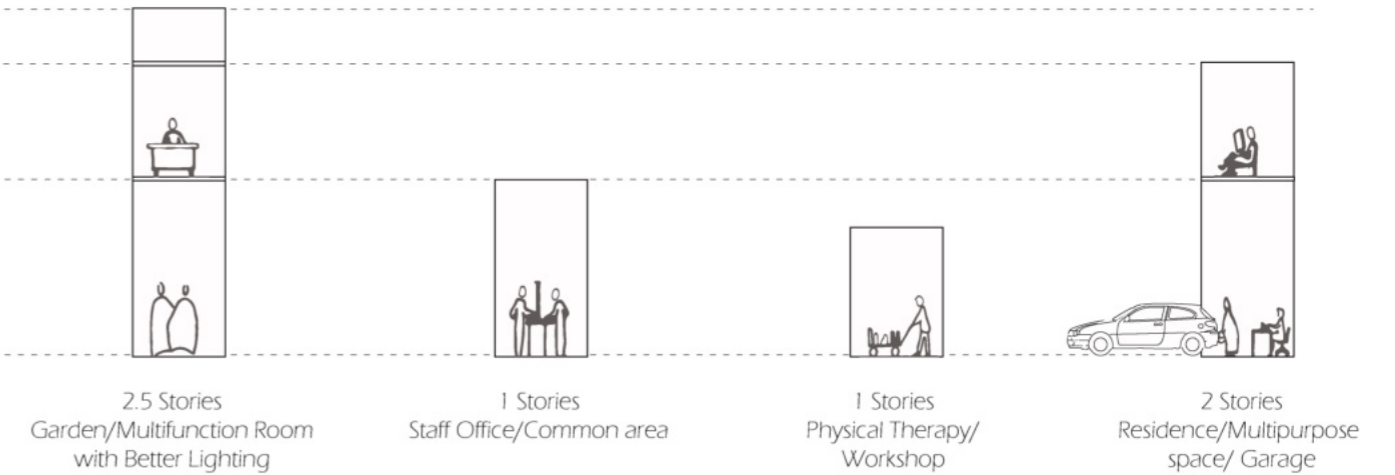 2.5 Stories
Garden/Multifunction Room
with Better Lighting
1 Stories
Staff Office/Common area
1 Stories
Physical Therapy/
Workshop
2 Stories
Residence/Multipurpose
space/ Garage